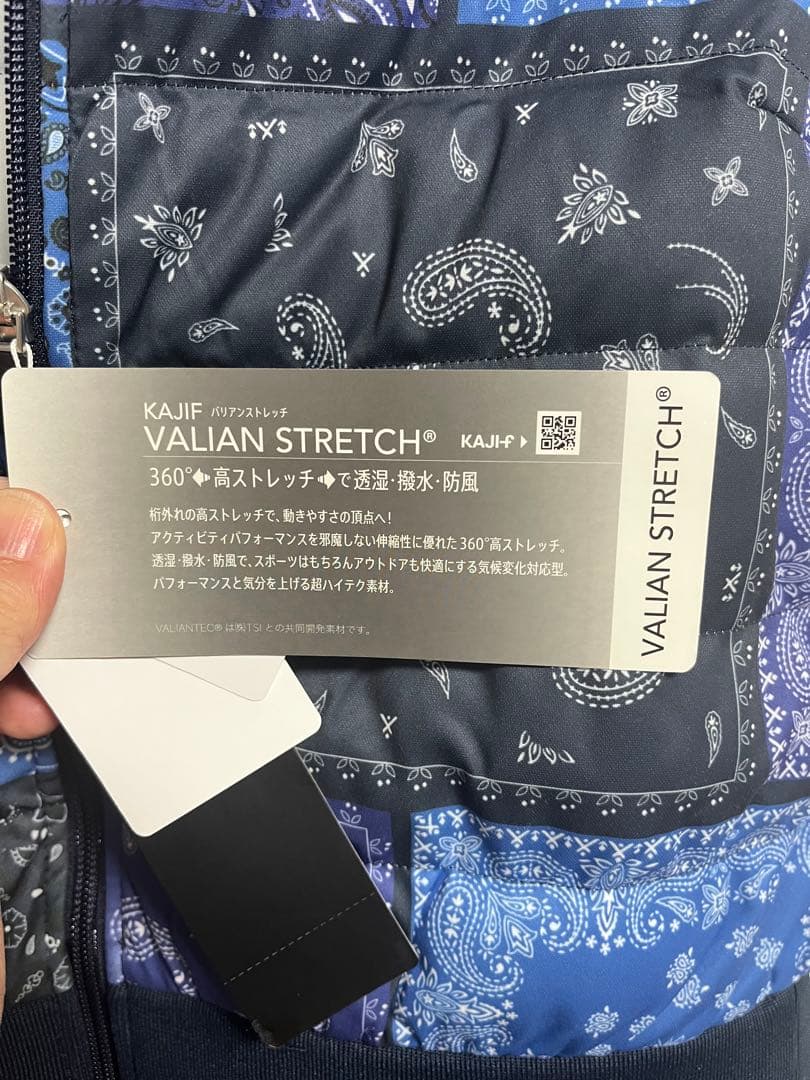 KAJIF バリアンストレッチ
VALIAN STRETCH® KAJI-f
360°高ストレッチで透湿･撥水･防風
桁外れの高ストレッチで、動きやすさの頂点へ!
アクティビティパフォーマンスを邪魔しない伸縮性に優れた360°高ストレッチ。
透湿･撥水･防風で、スポーツはもちろんアウトドアも快適にする気候変化対応型。
パフォーマンスと気分を上げる超ハイテク素材。
VALIANTEC® は㈱TSI との共同開発素材です。
VALIAN STRETCH®